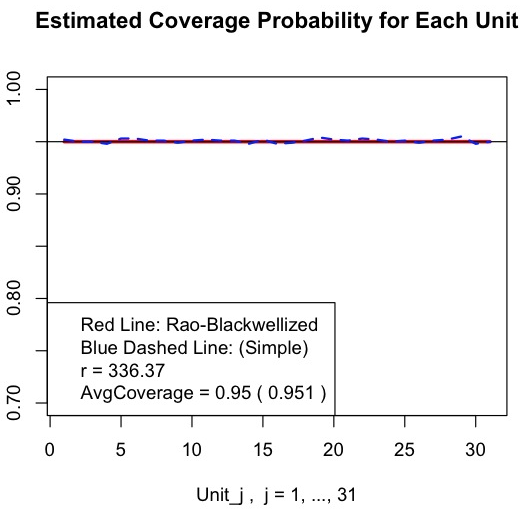 Estimated Coverage Probability for Each Unit
1.00
0.90
0.80
0.70
Red Line: Rao-Blackwellized
Blue Dashed Line: (Simple)
r = 336.37
AvgCoverage = 0.95 ( 0.951 )
0 5 10 15 20 25 30
Unit_j , j = 1, ..., 31